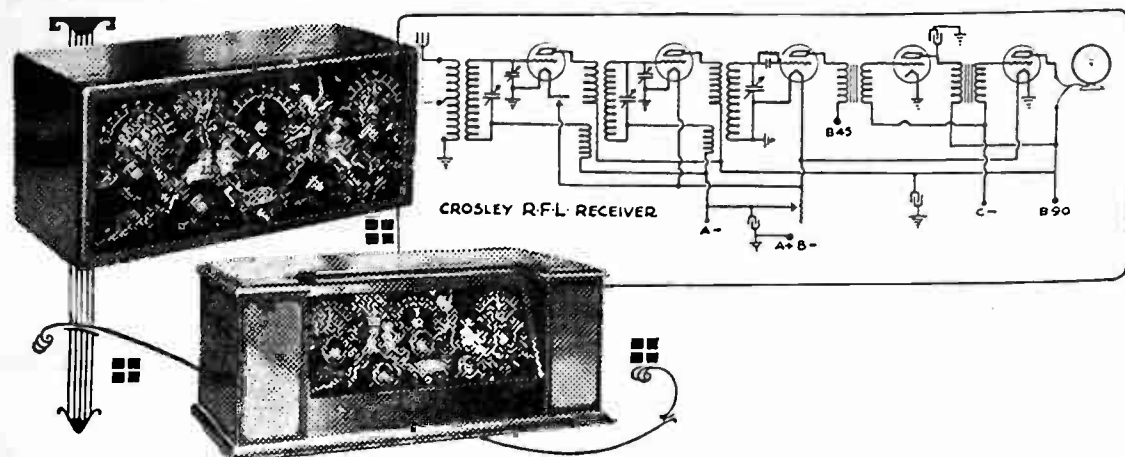 B45
CROSLEY R·F·L· RECEIVER
A-
A+B-
C-
B90